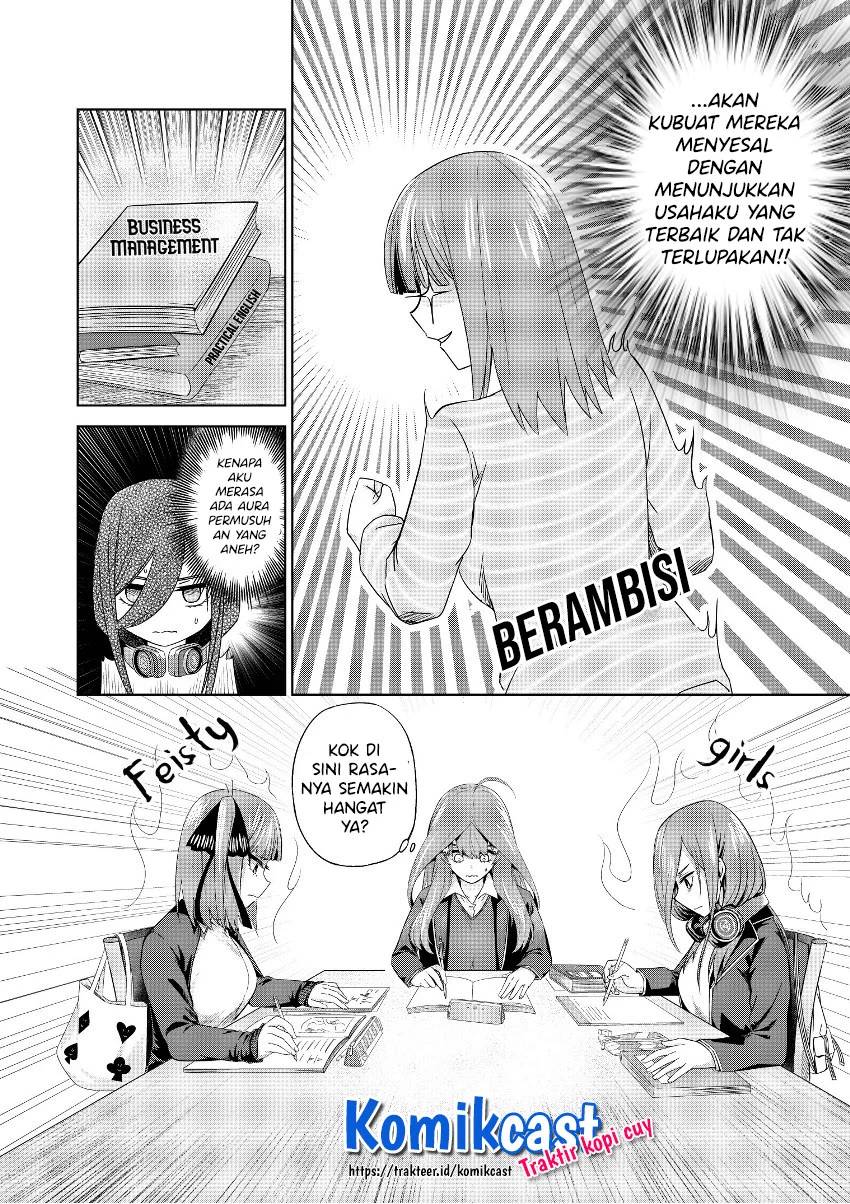 ...AKAN
KUBUAT MEREKA
MENYESAL
DENGAN
MENUNJUKKAN
USAHAKU YANG
TERBAIK DAN TAK
TERLUPAKAN!!
BERAMBISI
BUSINESS
MANAGEMENT
PRACTICAL ENGLISH
KENAPA
AKU
MERASA
ADA AURA
PERMUSUH
AN YANG
ANEH?
Feisty
girls
KOK DI
SINI RASA-
NYA SEMAKIN
HANGAT
YA?
Komikcast
Traktir kopi cuy
https://trakteer.id/komikcast